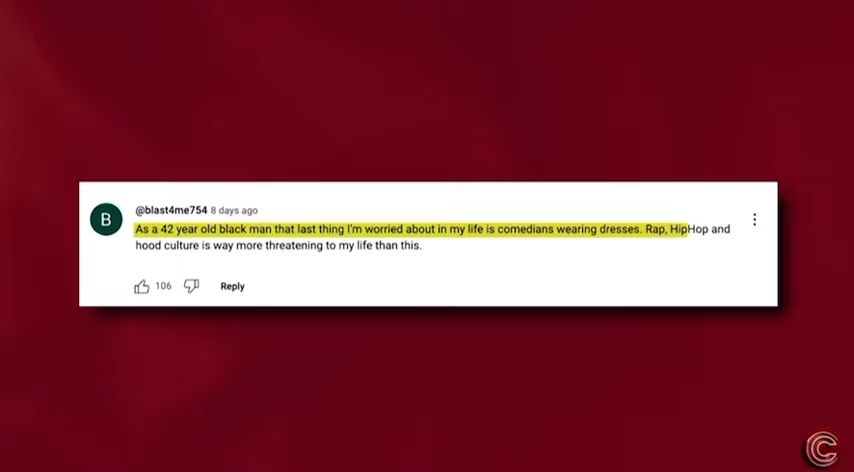 B
@blast4me754 8 days ago
As a 42 year old black man that last thing I'm worried about in my life is comedians wearing dresses. Rap, HipHop and
hood culture is way more threatening to my life than this.
106 Reply
C